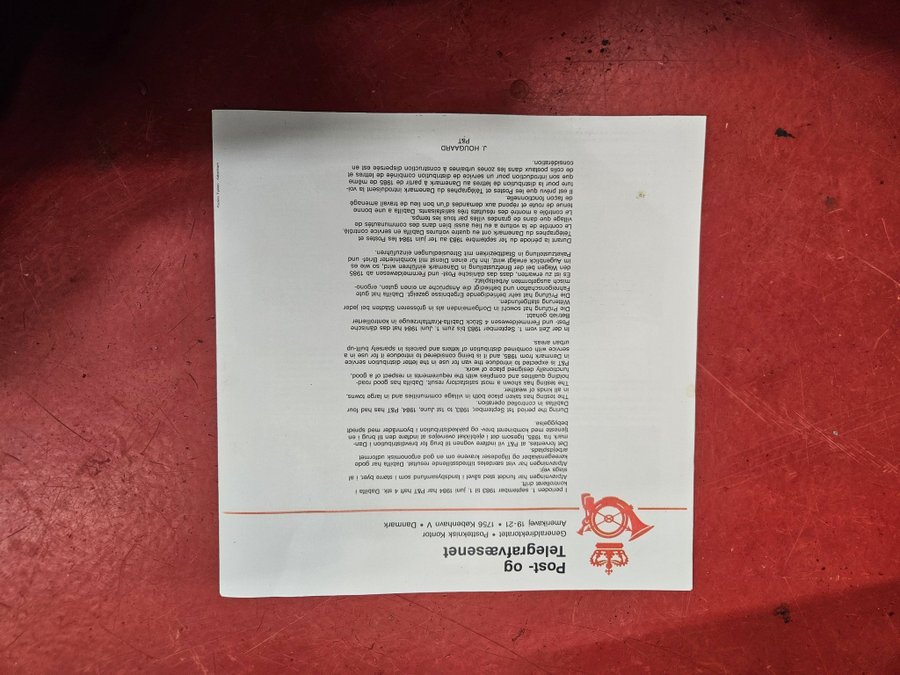 Post- og
Telegrafvæsenet
Generaldirektoratet • Postteknisk Kontor
Amerikavej 19-21 • 1756 København V • Danmark
I perioden 1. september 1983 til 1. juni 1984 har P&T haft 4 stk. Dabilta i
kontrolleret drift.
Afprøvningen har fundet sted såvel i landsbysamfund som i større byer, i al
slags vejr.
Afprøvningen har vist særdeles tilfredsstillende resultat, Dabilta har gode
køreegenskaber og tilgodeser kravene om en god ergonomisk udformet
arbejdsplads.
Det forventes, at P&T vil indføre vognen til brug for brevdistribution i Dan-
mark fra 1985, ligesom det i øjeblikket overvejes at indføre den til brug i en
tjeneste med kombineret brev- og pakkedistribution i byområder med spredt
bebyggelse.
During the period 1st September, 1983, to 1st June, 1984, P&T has had four
Dabiltas in controlled operation.
The testing has taken place both in village communities and in large towns,
in all kinds of weather.
The testing has shown a most satisfactory result, Dabilta has good road-
holding qualities and complies with the requirements in respect of a good,
functionally designed place of work.
P&T is expected to introduce the van for use in the letter distribution service
in Denmark from 1985, and it is being considered to introduce it for use in a
service with combined distribution of letters and parcels in sparsely built-up
urban areas.
In der Zeit vom 1. September 1983 bis zum 1. Juni 1984 hat das dänische
Post- und Fernmeldewesen 4 Stück Dabilta-Kraftfahrzeuge in kontrollierter
Betrieb gehabt.
Die Prüfung hat sowohl in Dorfgemeinden als in grösseren Städten bei jeder
Witterung stattgefunden.
Die Prüfung hat sehr befriedigende Ergebnisse gezeigt, Dabilta hat gute
Fahreigenschaften und befriedigt die Ansprüche an einen guten, ergono-
misch ausgeformten Arbeitsplatz.
Es ist zu erwarten, dass das dänische Post- und Fernmeldewesen ab 1985
den Wagen bei der Briefzustellung in Dänemark einführen wird, so wie es
im Augenblick erwägt wird, ihn für einen Dienst mit kombinierter Brief- und
Paketzustellung in Stadtbezirken mit Streusiedlungen einzuführen.
Durant la période du 1er septembre 1983 au 1er juin 1984 les Postes et
Télégraphes du Danemark ont eu quatre voitures Dabilta en service contrôlé.
Le contrôle de la voiture a eu lieu aussi bien dans des communautés de
village que dans de grandes villes par tous les temps.
Le contrôle a montré des résultats très satisfaisants. Dabilta a une bonne
tenue de route et répond aux demandes d'un bon lieu de travail aménagé
de façon fonctionnelle.
Il est prévu que les Postes et Télégraphes du Danemark introduisent la voi-
ture pour la distribution de lettres au Danemark à partir de 1985 de même
que son introduction pour un service de distribution combinée de lettres et
de colis postaux dans les zones urbaines à construction dispersée est en
considération.
J. HOUGAARD
P&T